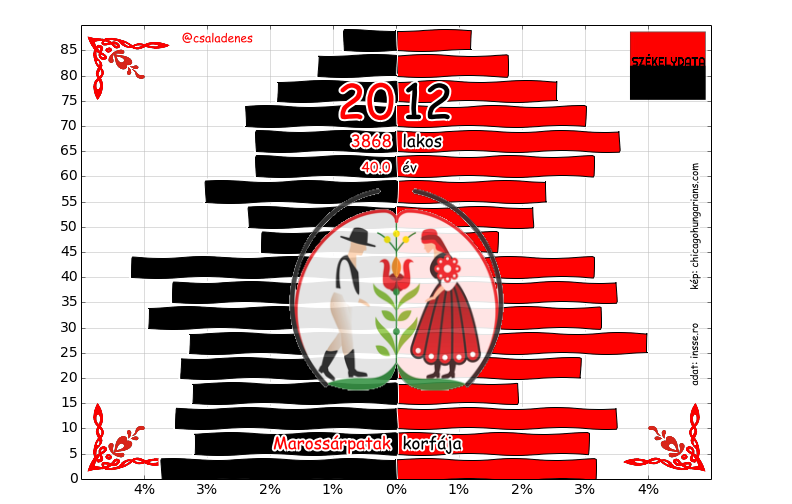 @csaladenes
SZÉKELYDATA
2012
3868 lakos
40.0 év
kép: chicagohungarians.com
adat: insse.ro
Marossárpatak korfája
85
80
75
70
65
60
55
50
45
40
35
30
25
20
15
10
5
0
4% 3% 2% 1% 0% 1% 2% 3% 4%